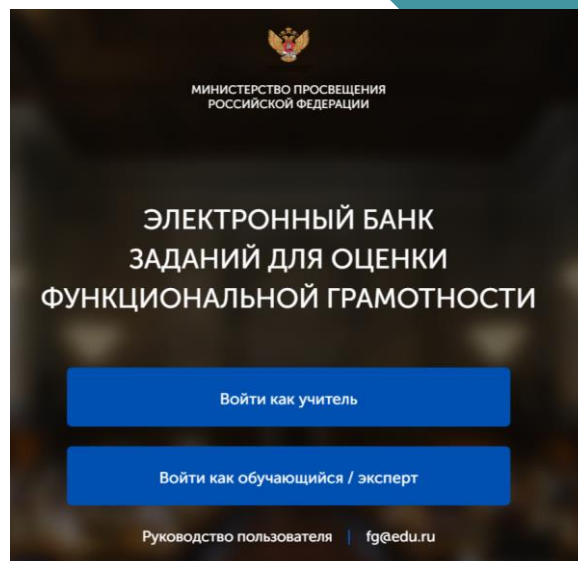 МИНИСТЕРСТВО ПРОСВЕЩЕНИЯ
РОССИЙСКОЙ ФЕДЕРАЦИИ
ЭЛЕКТРОННЫЙ БАНК
ЗАДАНИЙ ДЛЯ ОЦЕНКИ
ФУНКЦИОНАЛЬНОЙ ГРАМОТНОСТИ
Войти как учитель
Войти как обучающийся / эксперт
Руководство пользователя | fg@edu.ru